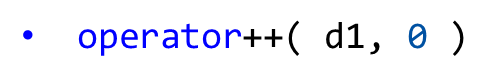 • operator++( d1, 0 )